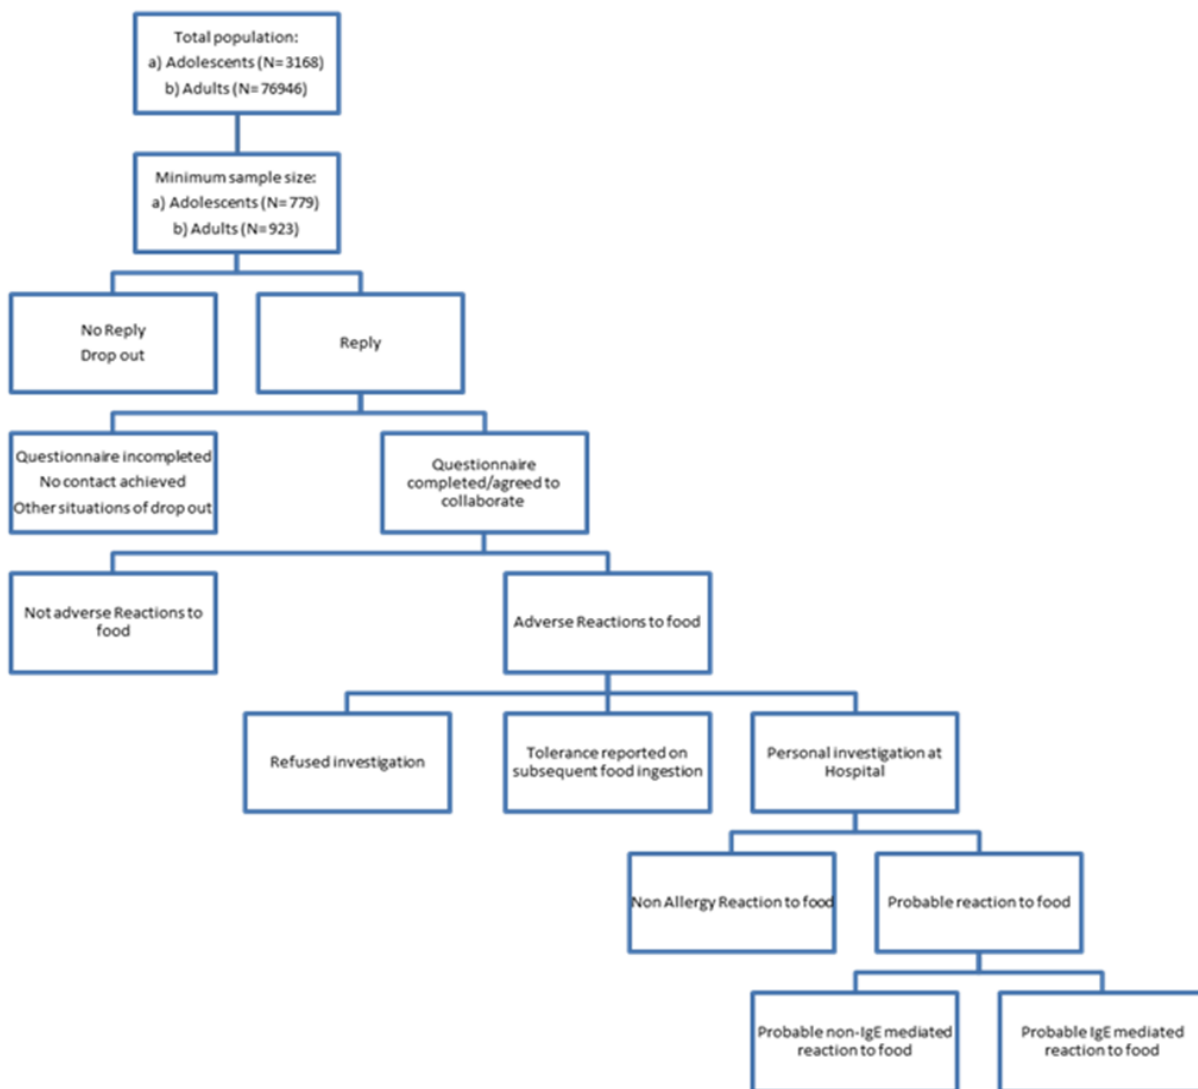 Total population:
a) Adolescents (N=3168)
b) Adults (N=76946)
Minimum sample size:
a) Adolescents (N=779)
b) Adults (N=923)
No Reply
Drop out
Reply
Questionnaire incompleted
No contact achieved
Other situations of drop out
Questionnaire
completed/agreed to
collaborate
Not adverse Reactions to
food
Adverse Reactions to food
Refused investigation
Tolerance reported on
subsequent food ingestion
Personal investigation at
Hospital
Non Allergy Reaction to food
Probable reaction to food
Probable non-IgE mediated
reaction to food
Probable IgE mediated
reaction to food